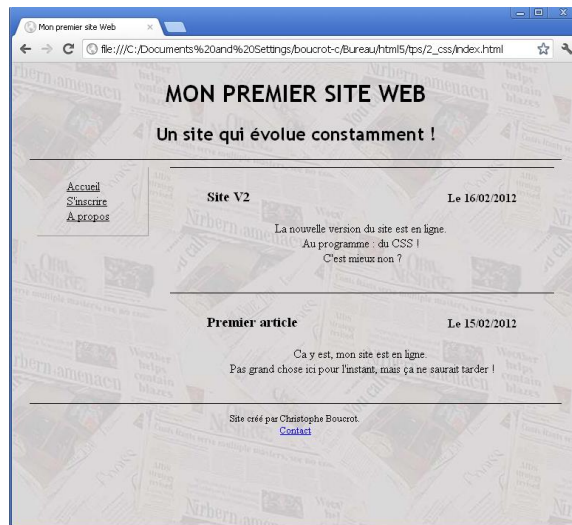 Mon premier site Web
file:///C:/Documents%20and%20Settings/boucrot-c/Bureau/html5/tps/2_css/index.html
MON PREMIER SITE WEB
Un site qui évolue constamment !
Accueil
S'inscrire
A propos
Site V2
Le 16/02/2012
La nouvelle version du site est en ligne.
Au programme : du CSS !
C'est mieux non ?
Premier article
Le 15/02/2012
Ca y est, mon site est en ligne.
Pas grand chose ici pour l'instant, mais ça ne saurait tarder !
Site créé par Christophe Boucrot.
Contact